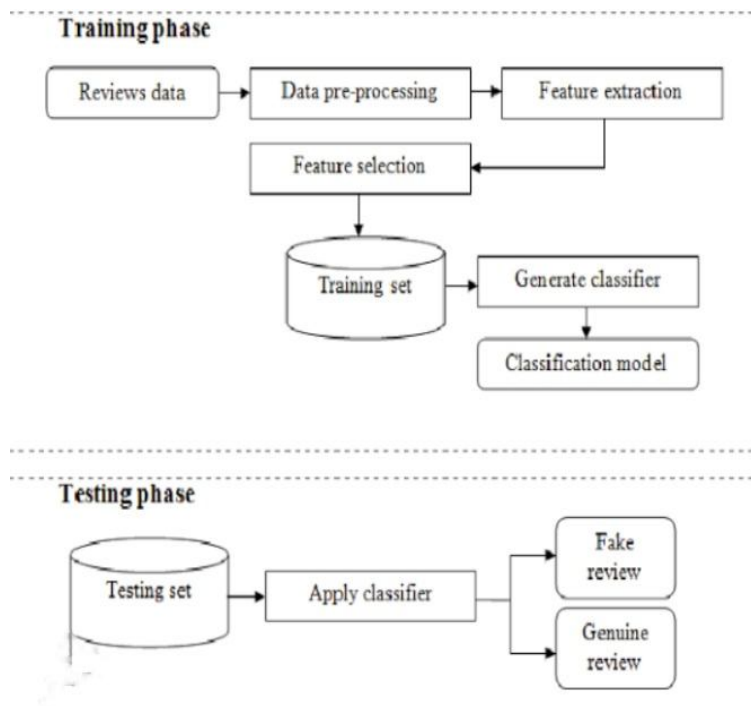 Training phase
Reviews data
Data pre-processing
Feature extraction
Feature selection
Training set
Generate classifier
Classification model
Testing phase
Testing set
Apply classifier
Fake
review
Genuine
review